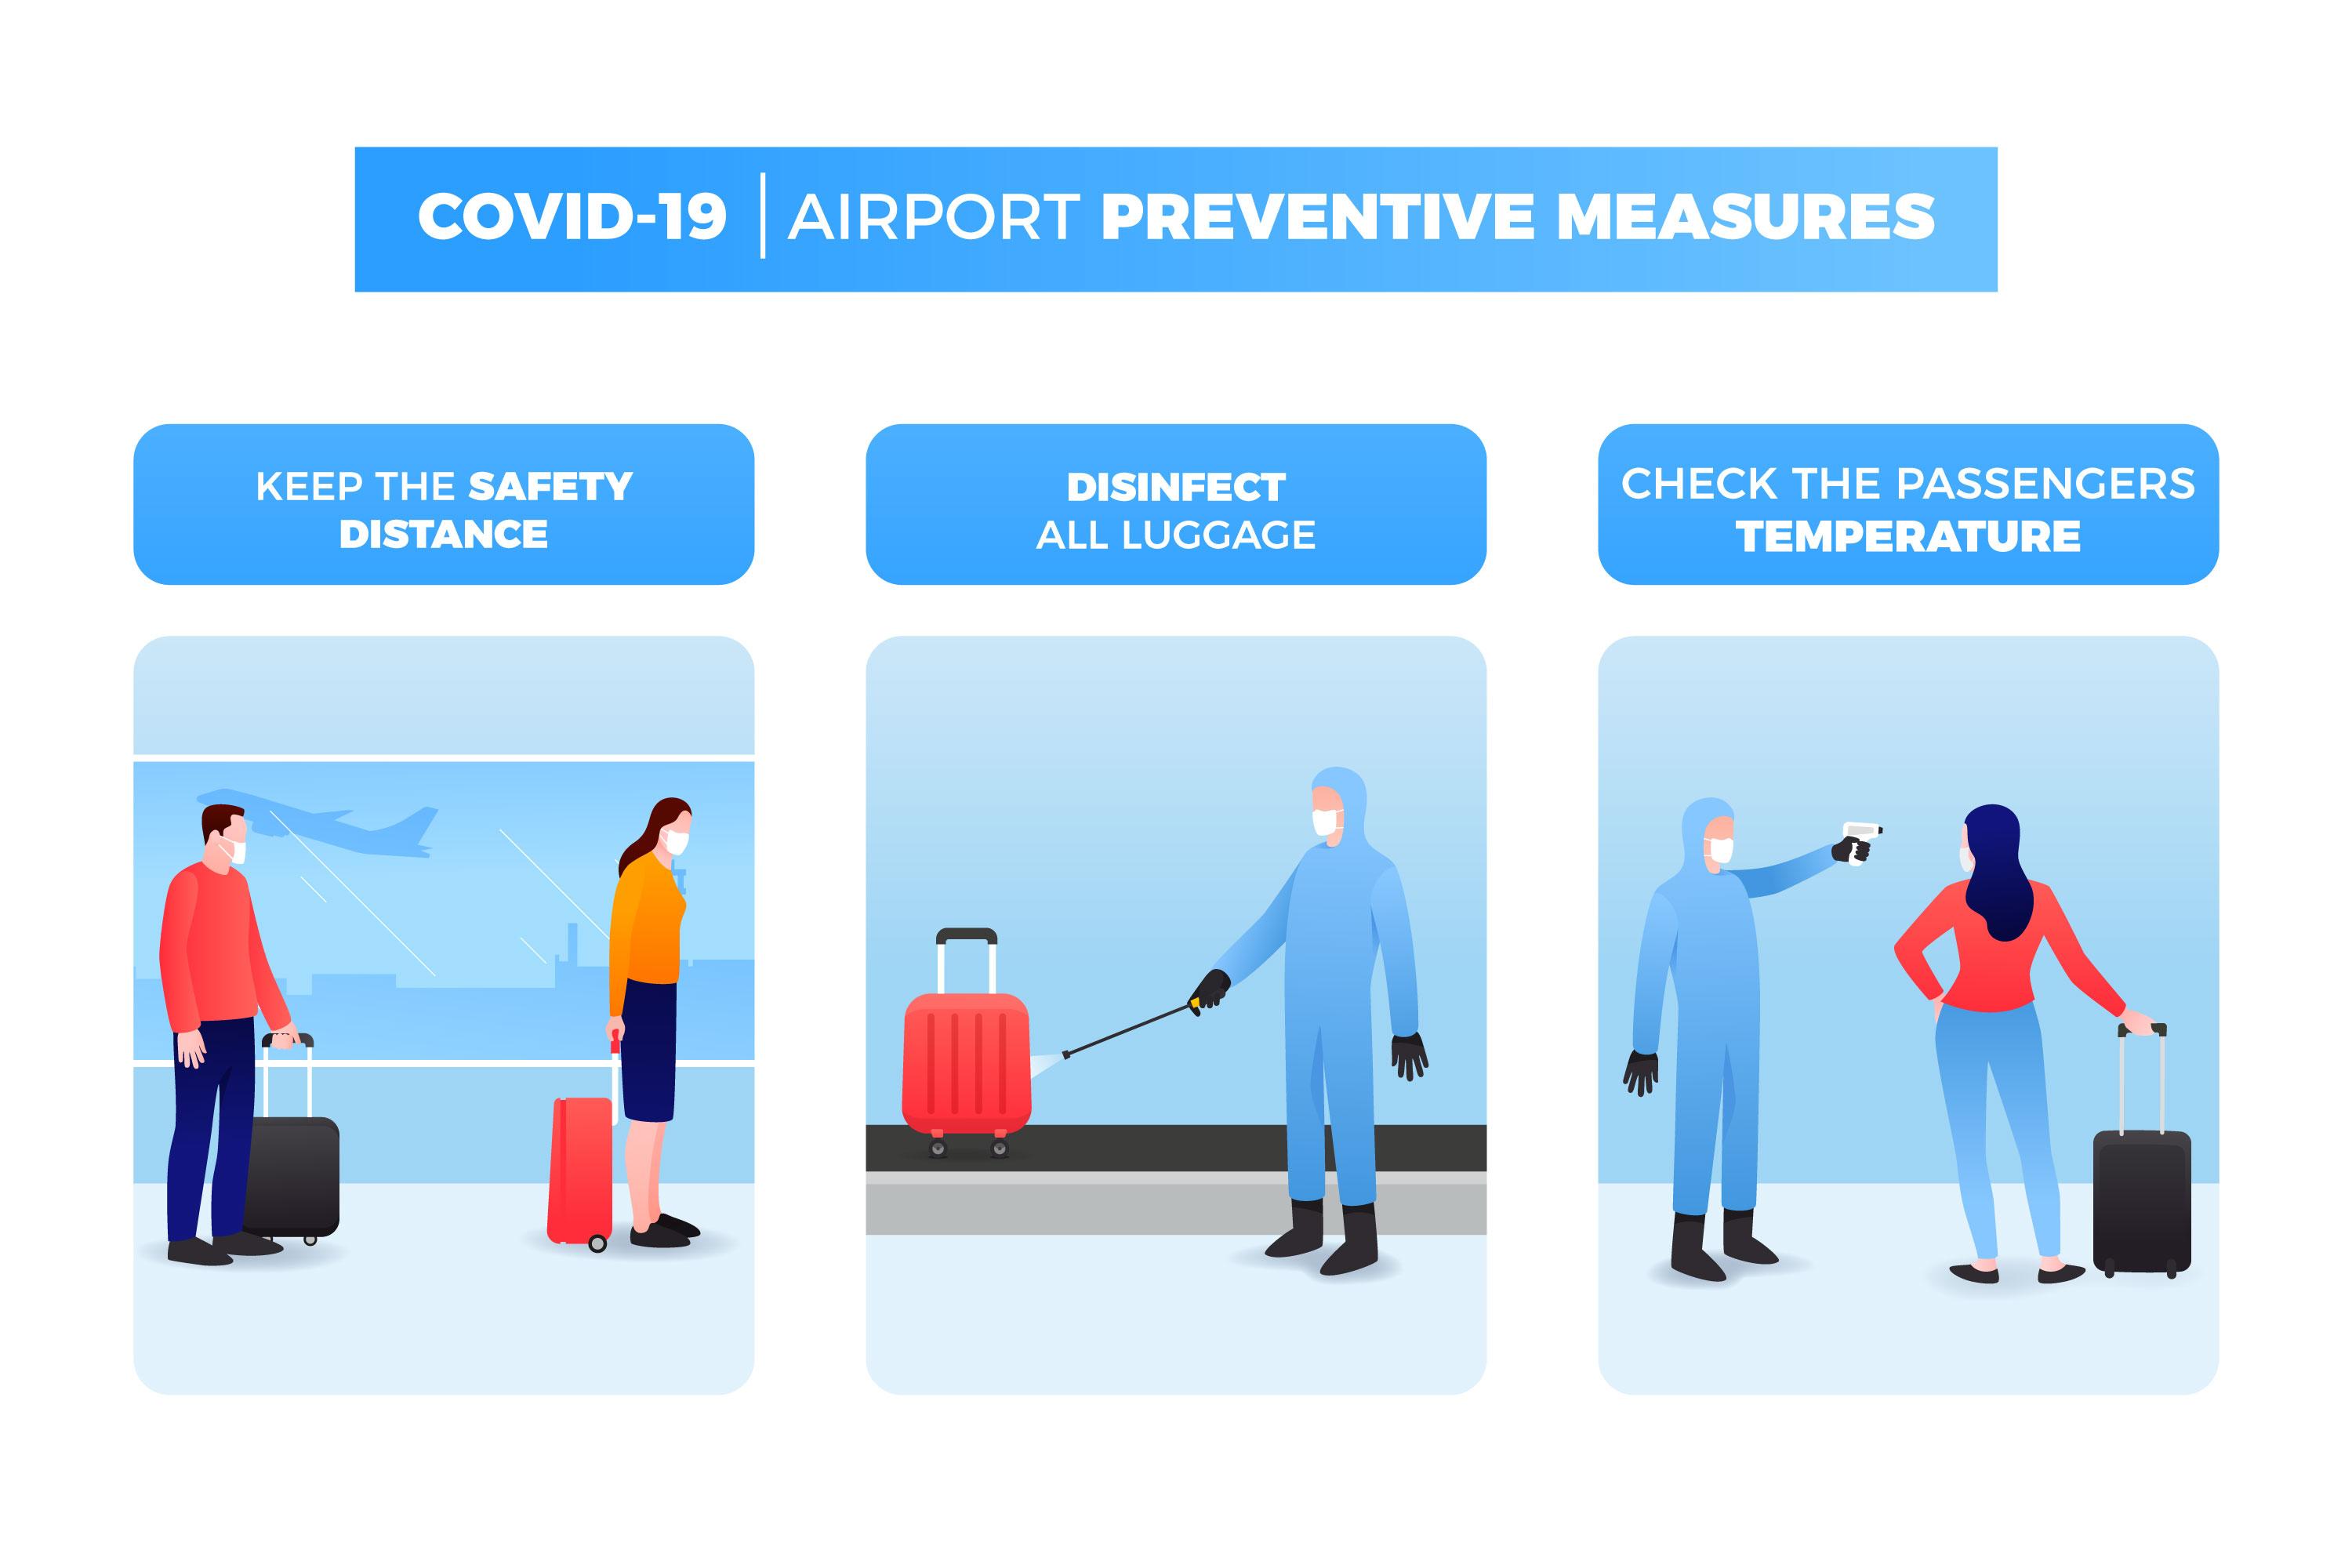 COVID-19 | AIRPORT PREVENTIVE MEASURES
KEEP THE SAFETY
DISTANCE
DISINFECT
ALL LUGGAGE
CHECK THE PASSENGERS
TEMPERATURE